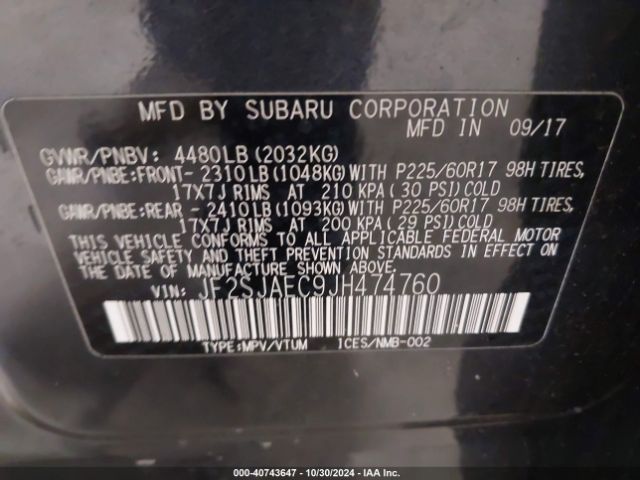 MFD BY SUBARU CORPORATION
MFD IN 09/17
GVWR/PNBV: 4480LB (2032KG)
GAWR/PNBE:FRONT- 2310LB (1048KG) WITH P225/60R17 98H TIRES,
17X7J RIMS AT 210 KPA (30 PSI) COLD
GAWR/PNBE:REAR - 2410LB (1093KG) WITH P225/60R17 98H TIRES,
17X7J RIMS AT 200 KPA (29 PSI) COLD
THIS VEHICLE CONFORMS TO ALL APPLICABLE FEDERAL MOTOR
VEHICLE SAFETY AND THEFT PREVENTION STANDARDS IN EFFECT ON
THE DATE OF MANUFACTURE SHOWN ABOVE.
VIN: JF2SJAEC9JH474760
TYPE:MPV/VTUM ICES/NMB-002
000-40743647 - 10/30/2024 - IAA Inc.